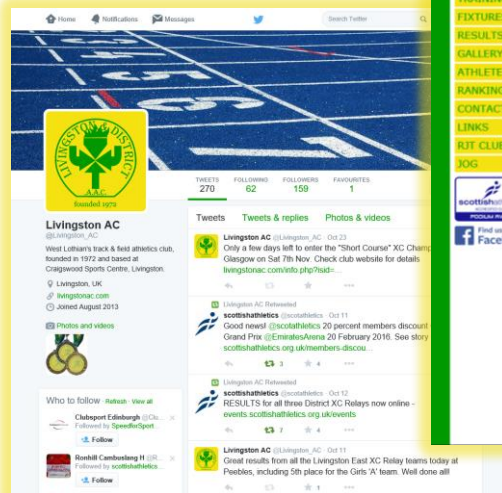 Home Notifications Messages Search Twitter
1 2 3 4 5
LIVINGSTON & DISTRICT
A.A.C.
founded 1972
TWEETS FOLLOWING FOLLOWERS FAVOURITES
270 62 159 1
Livingston AC
@Livingston_AC
West Lothian's track & field athletics club,
founded in 1972 and based at
Craigswood Sports Centre, Livingston.
Livingston, UK
livingstonac.com
Joined August 2013
Photos and videos
Who to follow · Refresh · View all
Clubsport Edinburgh @Clu...
Followed by SpeedforSport...
Follow
Ronhill Cambuslang H @R...
Followed by scottishathletics...
Follow
Tweets Tweets & replies Photos & videos
Livingston AC @Livingston_AC · Oct 23
Only a few days left to enter the "Short Course" XC Champ
Glasgow on Sat 7th Nov. Check club website for details
livingstonac.com/info.php?lsid=...
Livingston AC Retweeted
scottishathletics @scotathletics · Oct 11
Good news! @scotathletics 20 percent members discount
Grand Prix @EmiratesArena 20 February 2016. See story
scottishathletics.org.uk/members-discou...
3 4
Livingston AC Retweeted
scottishathletics @scotathletics · Oct 12
RESULTS for all three District XC Relays now online -
events.scottishathletics.org.uk/events
7 4
Livingston AC @Livingston_AC · Oct 11
Great results from all the Livingston East XC Relay teams today at
Peebles, including 5th place for the Girls 'A' team. Well done all!
1
FIXTURE
RESULTS
GALLERY
ATHLETE
RANKING
CONTACT
LINKS
RJT CLUB
JOG
scottishat
Find us
Face